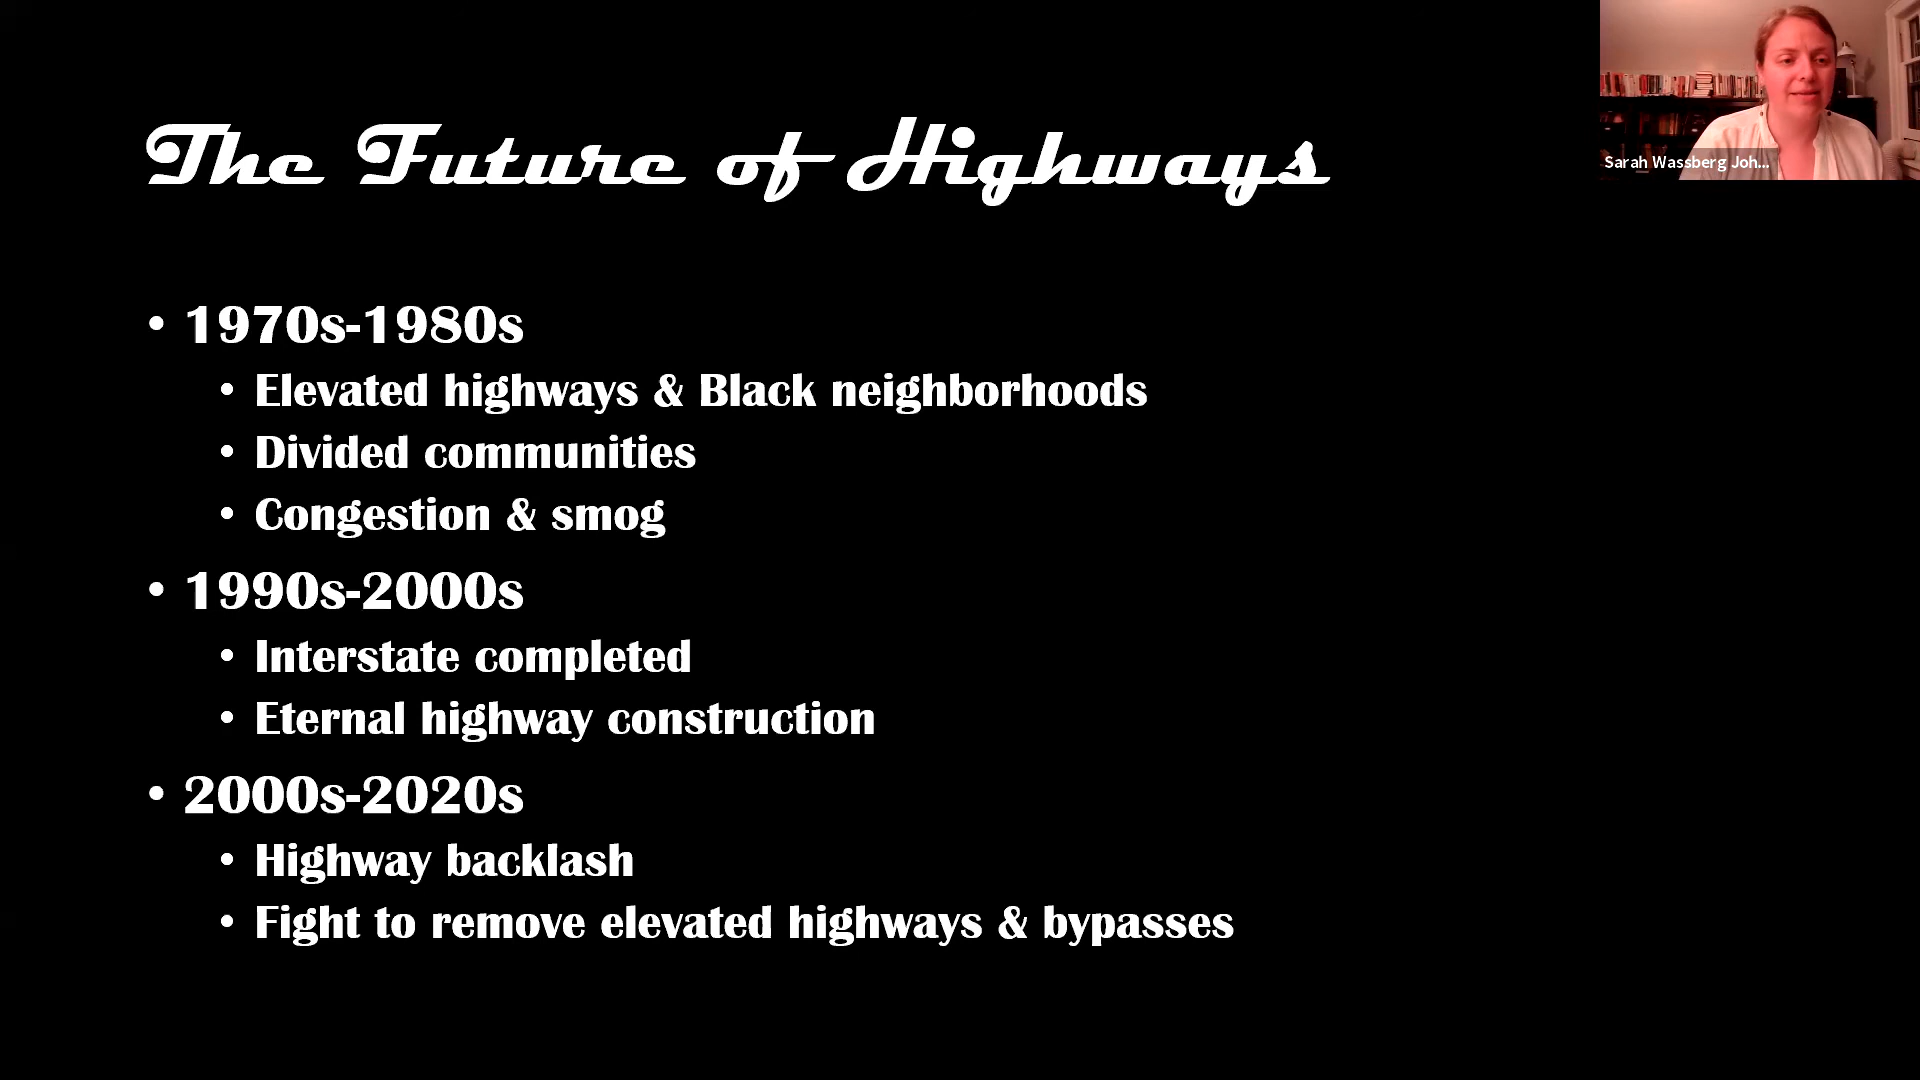 The Future of Highways
Sarah Wassberg Joh...
• 1970s-1980s
• Elevated highways & Black neighborhoods
• Divided communities
• Congestion & smog
• 1990s-2000s
• Interstate completed
• Eternal highway construction
• 2000s-2020s
• Highway backlash
• Fight to remove elevated highways & bypasses